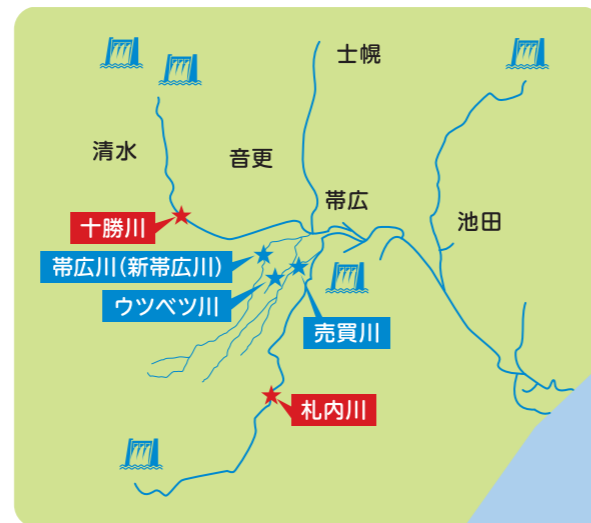 士幌
清水
音更
帯広
池田
十勝川
帯広川(新帯広川)
ウツベツ川
売買川
札内川